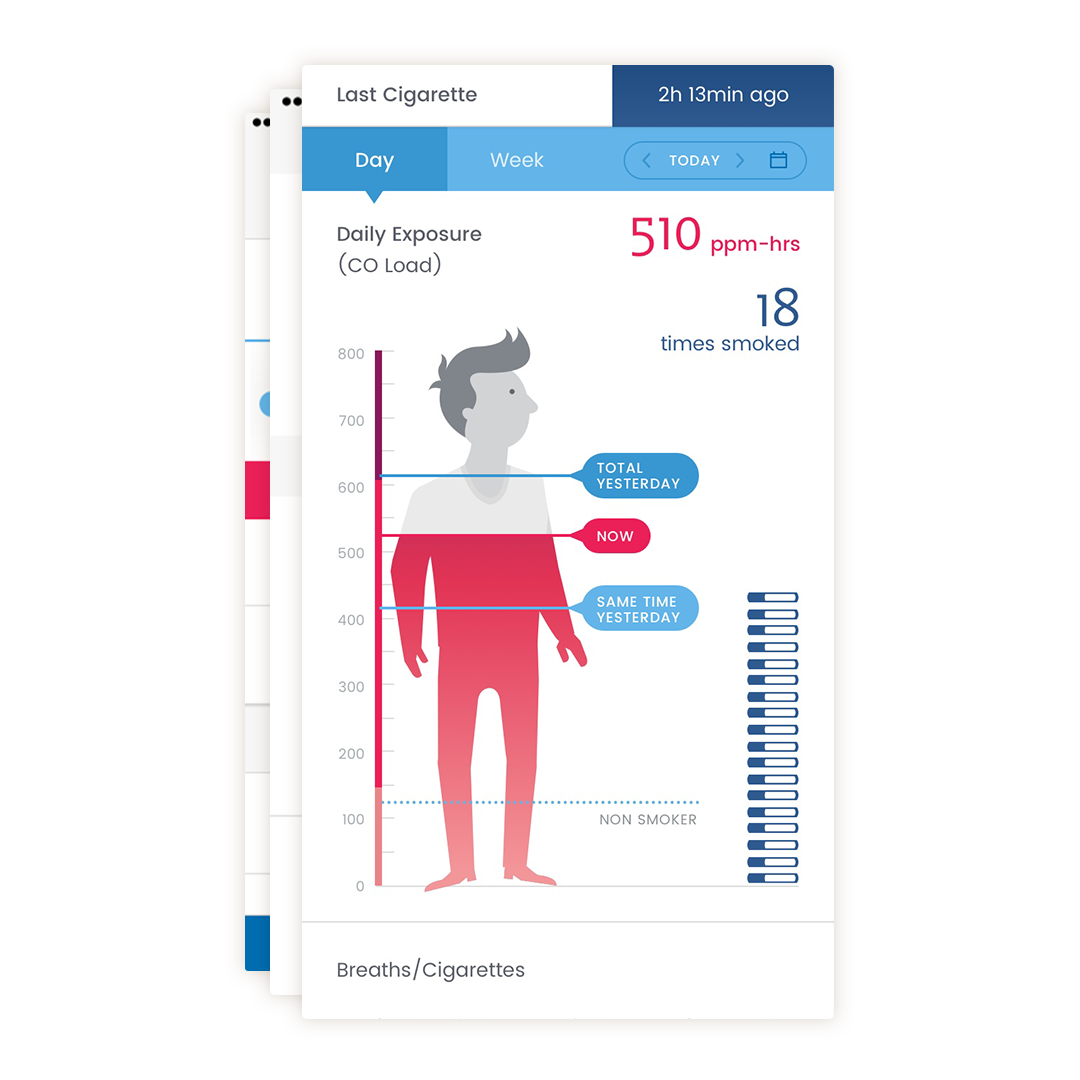 Last Cigarette
2h 13min ago
Day
Week
TODAY
Daily Exposure
(CO Load)
510 ppm-hrs
18
times smoked
800
700
600
500
400
300
200
100
0
TOTAL
YESTERDAY
NOW
SAME TIME
YESTERDAY
NON SMOKER
Breaths/Cigarettes